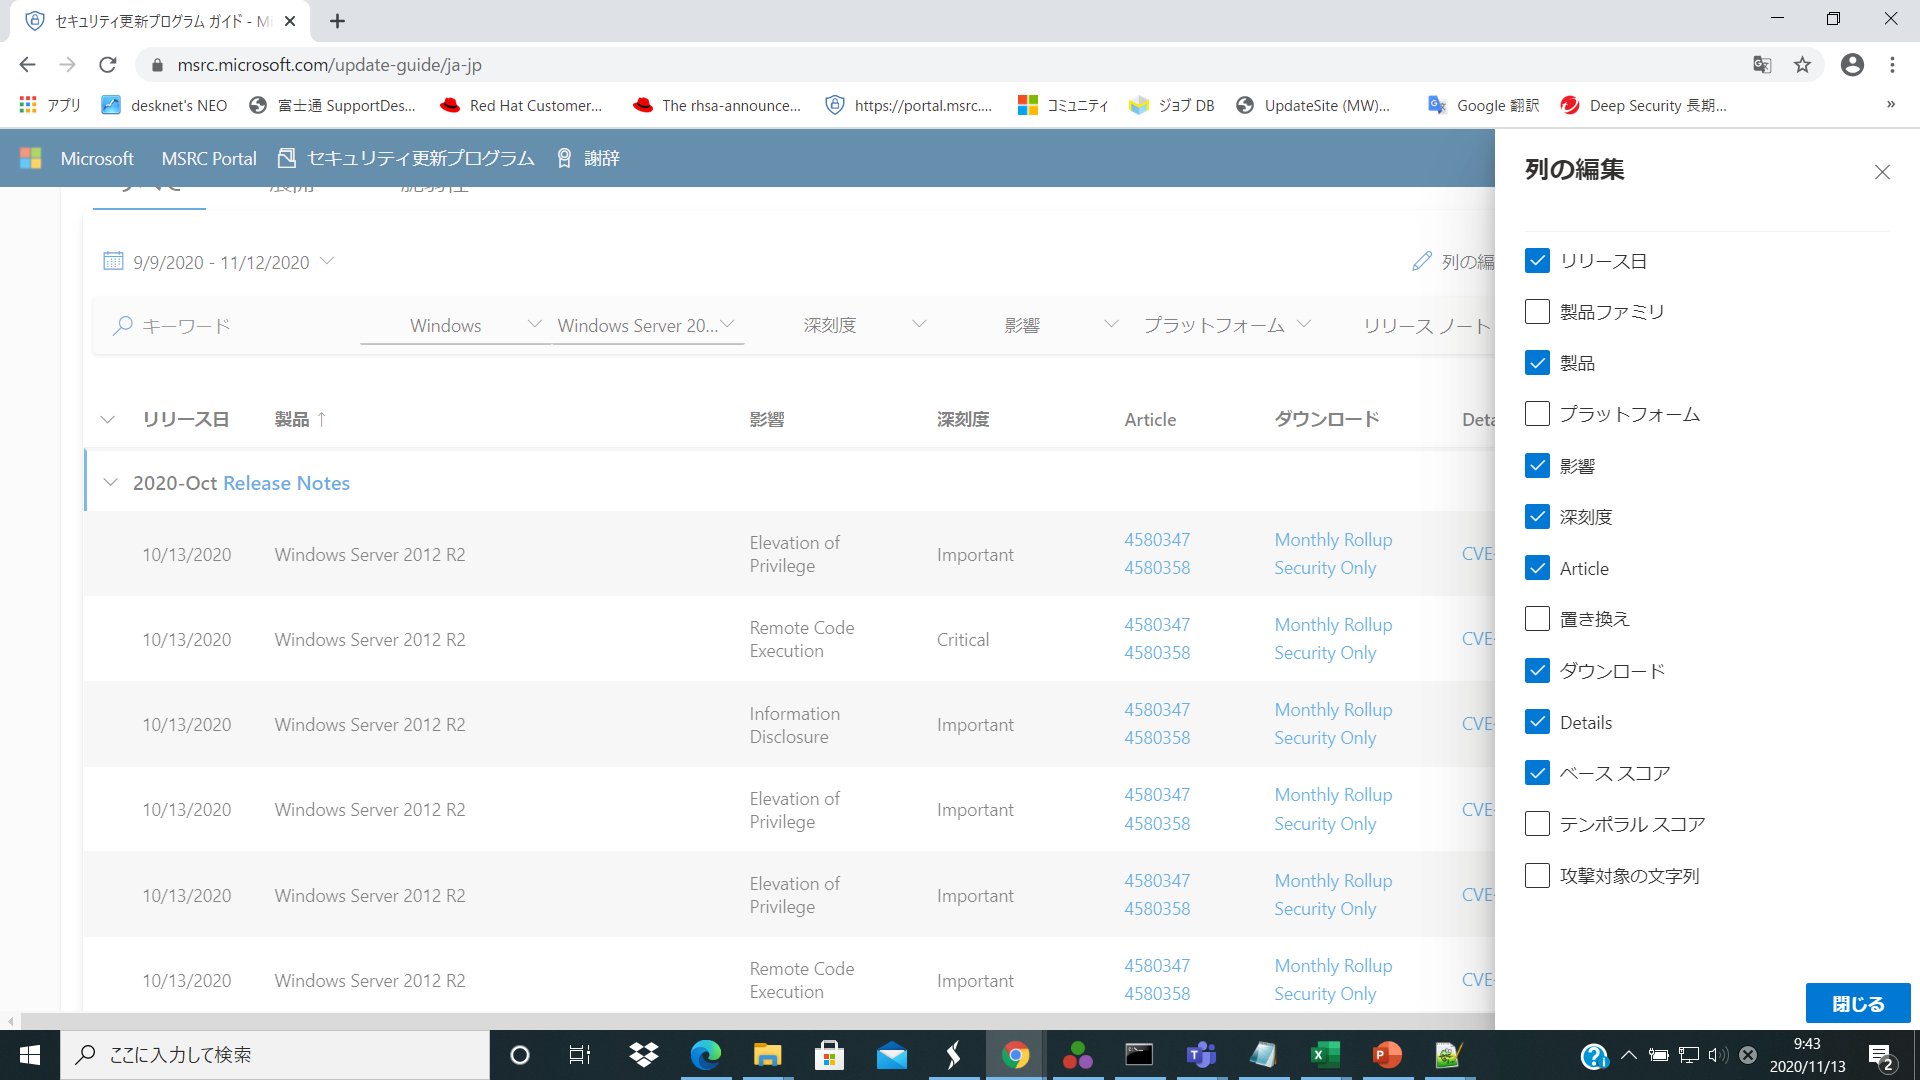 セキュリティ更新プログラム ガイド - Mi
msrc.microsoft.com/update-guide/ja-jp
アプリ desknet's NEO 富士通 SupportDes... Red Hat Customer... The rhsa-announce... https://portal.msrc.... コミュニティ ジョブ DB UpdateSite (MW)... Google 翻訳 Deep Security 長期... »
Microsoft MSRC Portal セキュリティ更新プログラム 謝辞
すべて 展開 脆弱性
9/9/2020 - 11/12/2020 列の編
キーワード Windows Windows Server 20... 深刻度 影響 プラットフォーム リリース ノート
リリース日 製品 ↑ 影響 深刻度 Article ダウンロード Deta
2020-Oct Release Notes
10/13/2020 Windows Server 2012 R2 Elevation of Privilege Important 4580347 Monthly Rollup CVE-
4580358 Security Only
10/13/2020 Windows Server 2012 R2 Remote Code Execution Critical 4580347 Monthly Rollup CVE-
4580358 Security Only
10/13/2020 Windows Server 2012 R2 Information Disclosure Important 4580347 Monthly Rollup CVE-
4580358 Security Only
10/13/2020 Windows Server 2012 R2 Elevation of Privilege Important 4580347 Monthly Rollup CVE-
4580358 Security Only
10/13/2020 Windows Server 2012 R2 Elevation of Privilege Important 4580347 Monthly Rollup CVE-
4580358 Security Only
10/13/2020 Windows Server 2012 R2 Remote Code Execution Important 4580347 Monthly Rollup CVE-
4580358 Security Only
列の編集
リリース日
製品ファミリ
製品
プラットフォーム
影響
深刻度
Article
置き換え
ダウンロード
Details
ベース スコア
テンポラル スコア
攻撃対象の文字列
閉じる
ここに入力して検索
9:43
2020/11/13
2